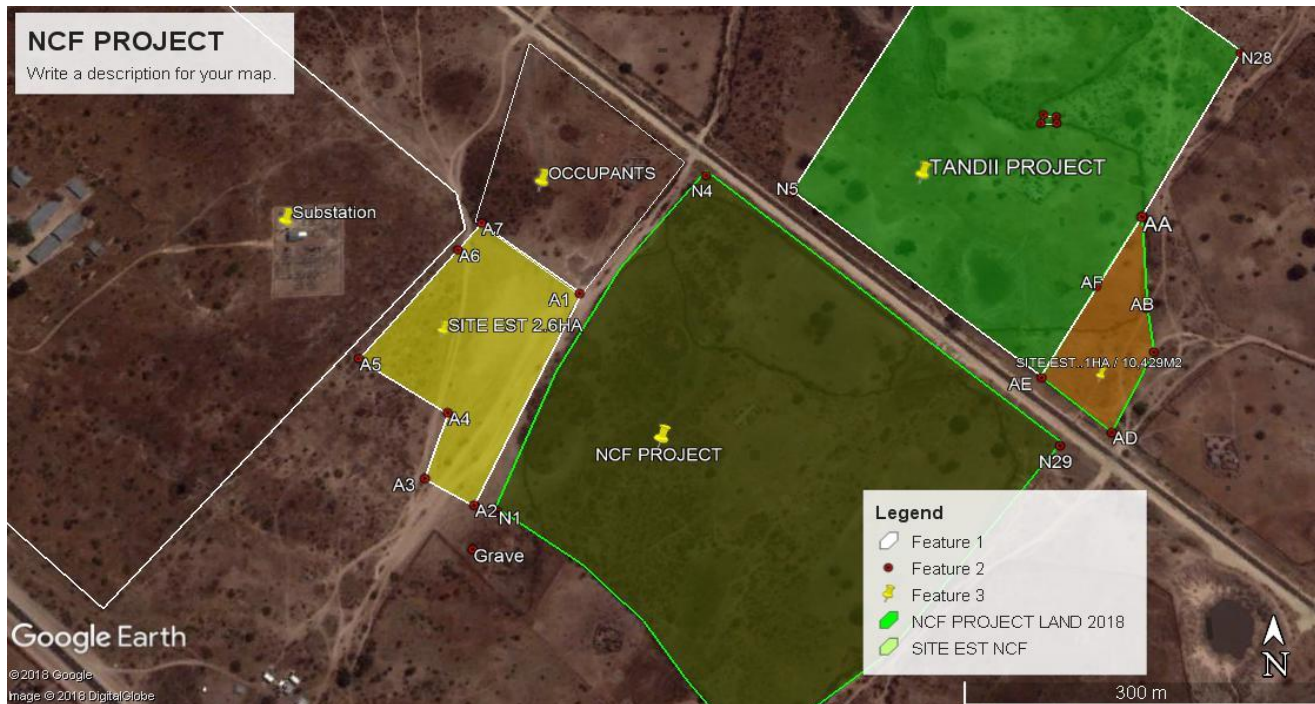 NCF PROJECT
Write a description for your map.
N28
TANDII PROJECT
OCCUPANTS
N4
N5
Substation
A7
AA
A6
A1
AF
AB
SITE EST 2.6HA
A5
SITE EST..1HA / 10,429M2
AE
A4
AD
NCF PROJECT
N29
A3
A2
N1
Grave
Legend
Feature 1
Feature 2
Feature 3
NCF PROJECT LAND 2018
SITE EST NCF
Google Earth
© 2018 Google
Image © 2018 DigitalGlobe
N
300 m